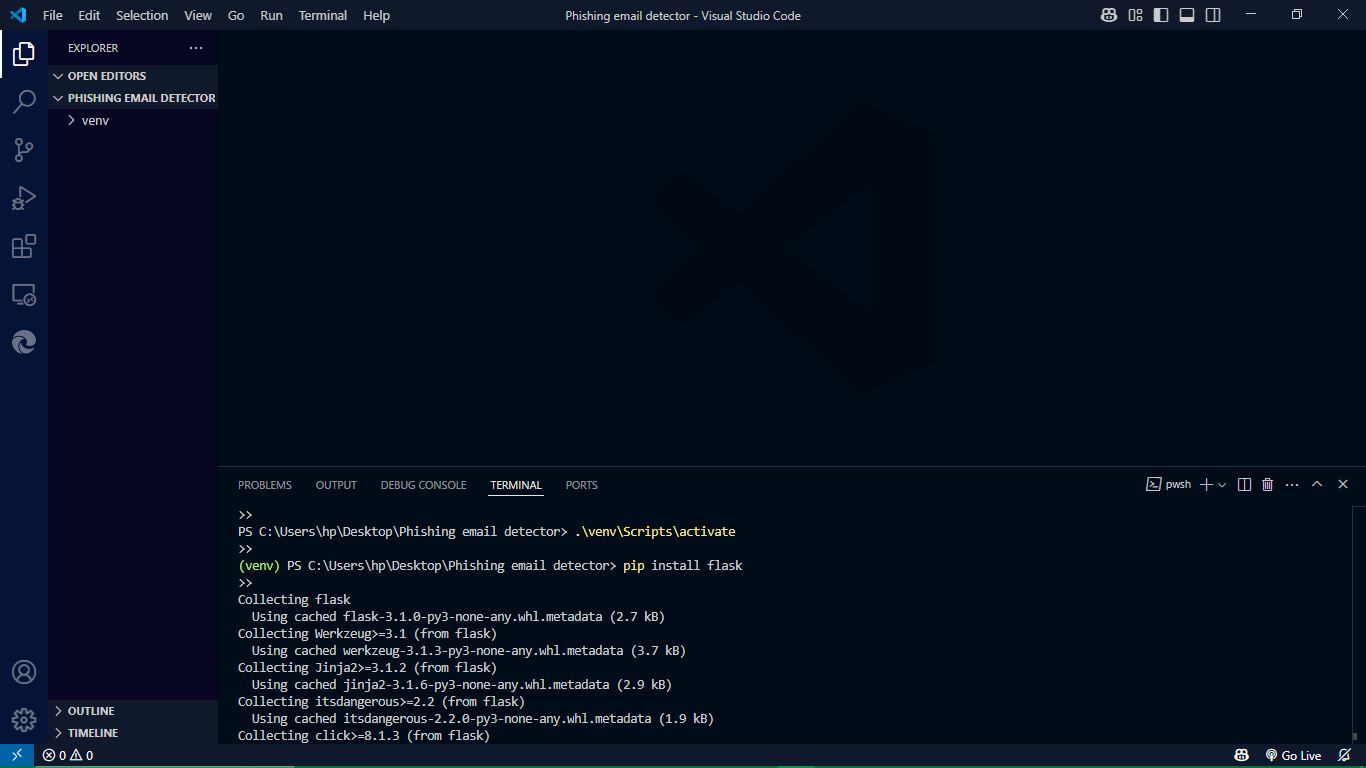 File Edit Selection View Go Run Terminal Help
Phishing email detector - Visual Studio Code
EXPLORER
OPEN EDITORS
PHISHING EMAIL DETECTOR
venv
OUTLINE
TIMELINE
PROBLEMS OUTPUT DEBUG CONSOLE TERMINAL PORTS
pwsh
>>
PS C:\Users\hp\Desktop\Phishing email detector> .\venv\Scripts\activate
>>
(venv) PS C:\Users\hp\Desktop\Phishing email detector> pip install flask
>>
Collecting flask
Using cached flask-3.1.0-py3-none-any.whl.metadata (2.7 kB)
Collecting Werkzeug>=3.1 (from flask)
Using cached werkzeug-3.1.3-py3-none-any.whl.metadata (3.7 kB)
Collecting Jinja2>=3.1.2 (from flask)
Using cached jinja2-3.1.6-py3-none-any.whl.metadata (2.9 kB)
Collecting itsdangerous>=2.2 (from flask)
Using cached itsdangerous-2.2.0-py3-none-any.whl.metadata (1.9 kB)
Collecting click>=8.1.3 (from flask)
0 0
Go Live